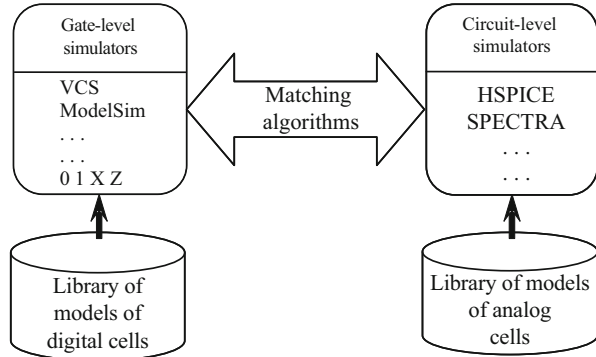 Gate-level
simulators
VCS
ModelSim
. . .
. . .
0 1 X Z
Matching
algorithms
Circuit-level
simulators
HSPICE
SPECTRA
. . .
. . .
Library of
models of
digital cells
Library of models
of analog
cells